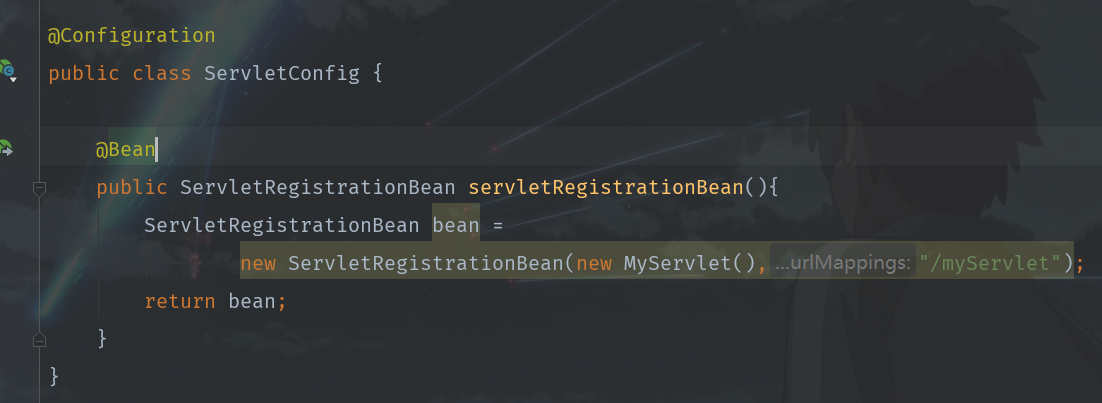 @Configuration
public class ServletConfig {
@Bean
public ServletRegistrationBean servletRegistrationBean(){
ServletRegistrationBean bean =
new ServletRegistrationBean(new MyServlet(), ...urlMappings: "/myServlet");
return bean;
}
}